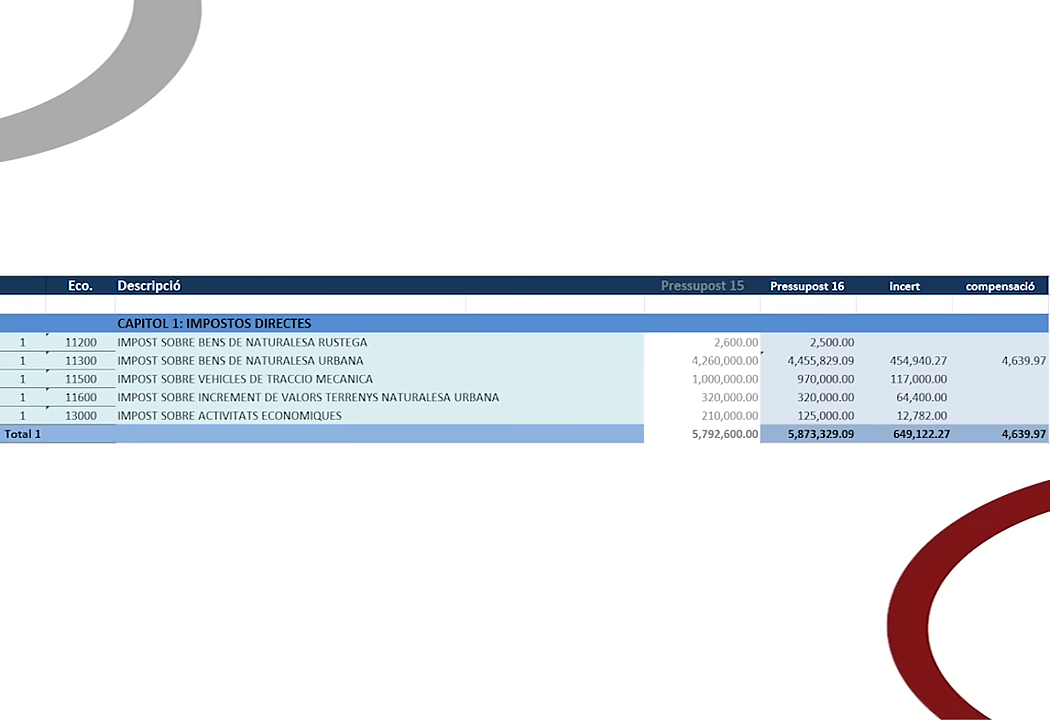 Eco. Descripció Pressupost 15 Pressupost 16 incert compensació
CAPITOL 1: IMPOSTOS DIRECTES
1 11200 IMPOST SOBRE BENS DE NATURALESA RUSTEGA 2,600.00 2,500.00
1 11300 IMPOST SOBRE BENS DE NATURALESA URBANA 4,260,000.00 4,455,829.09 454,940.27 4,639.97
1 11500 IMPOST SOBRE VEHICLES DE TRACCIO MECANICA 1,000,000.00 970,000.00 117,000.00
1 11600 IMPOST SOBRE INCREMENT DE VALORS TERRENYS NATURALESA URBANA 320,000.00 320,000.00 64,400.00
1 13000 IMPOST SOBRE ACTIVITATS ECONOMIQUES 210,000.00 125,000.00 12,782.00
Total 1 5,792,600.00 5,873,329.09 649,122.27 4,639.97